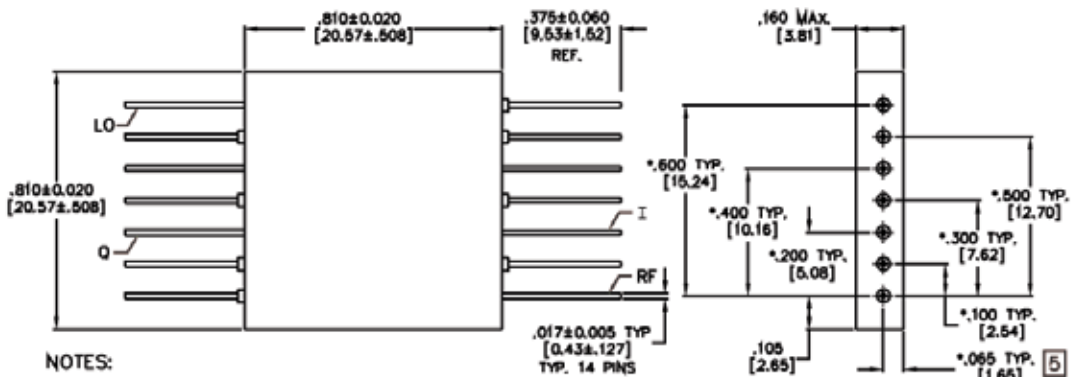 .810±0.020
[20.57±.508]
.375±0.060
[9.53±1.52]
REF.
.160 MAX.
[3.81]
LO
.810±0.020
[20.57±.508]
Q
I
RF
.017±0.005 TYP
[0.43±.127]
TYP. 14 PINS
*.600 TYP.
[15.24]
*.400 TYP.
[10.16]
*.200 TYP.
[5.08]
*.500 TYP.
[12.70]
*.300 TYP.
[7.62]
*.100 TYP.
[2.54]
.105
[2.65]
*.065 TYP. 5
[1.65]
NOTES: